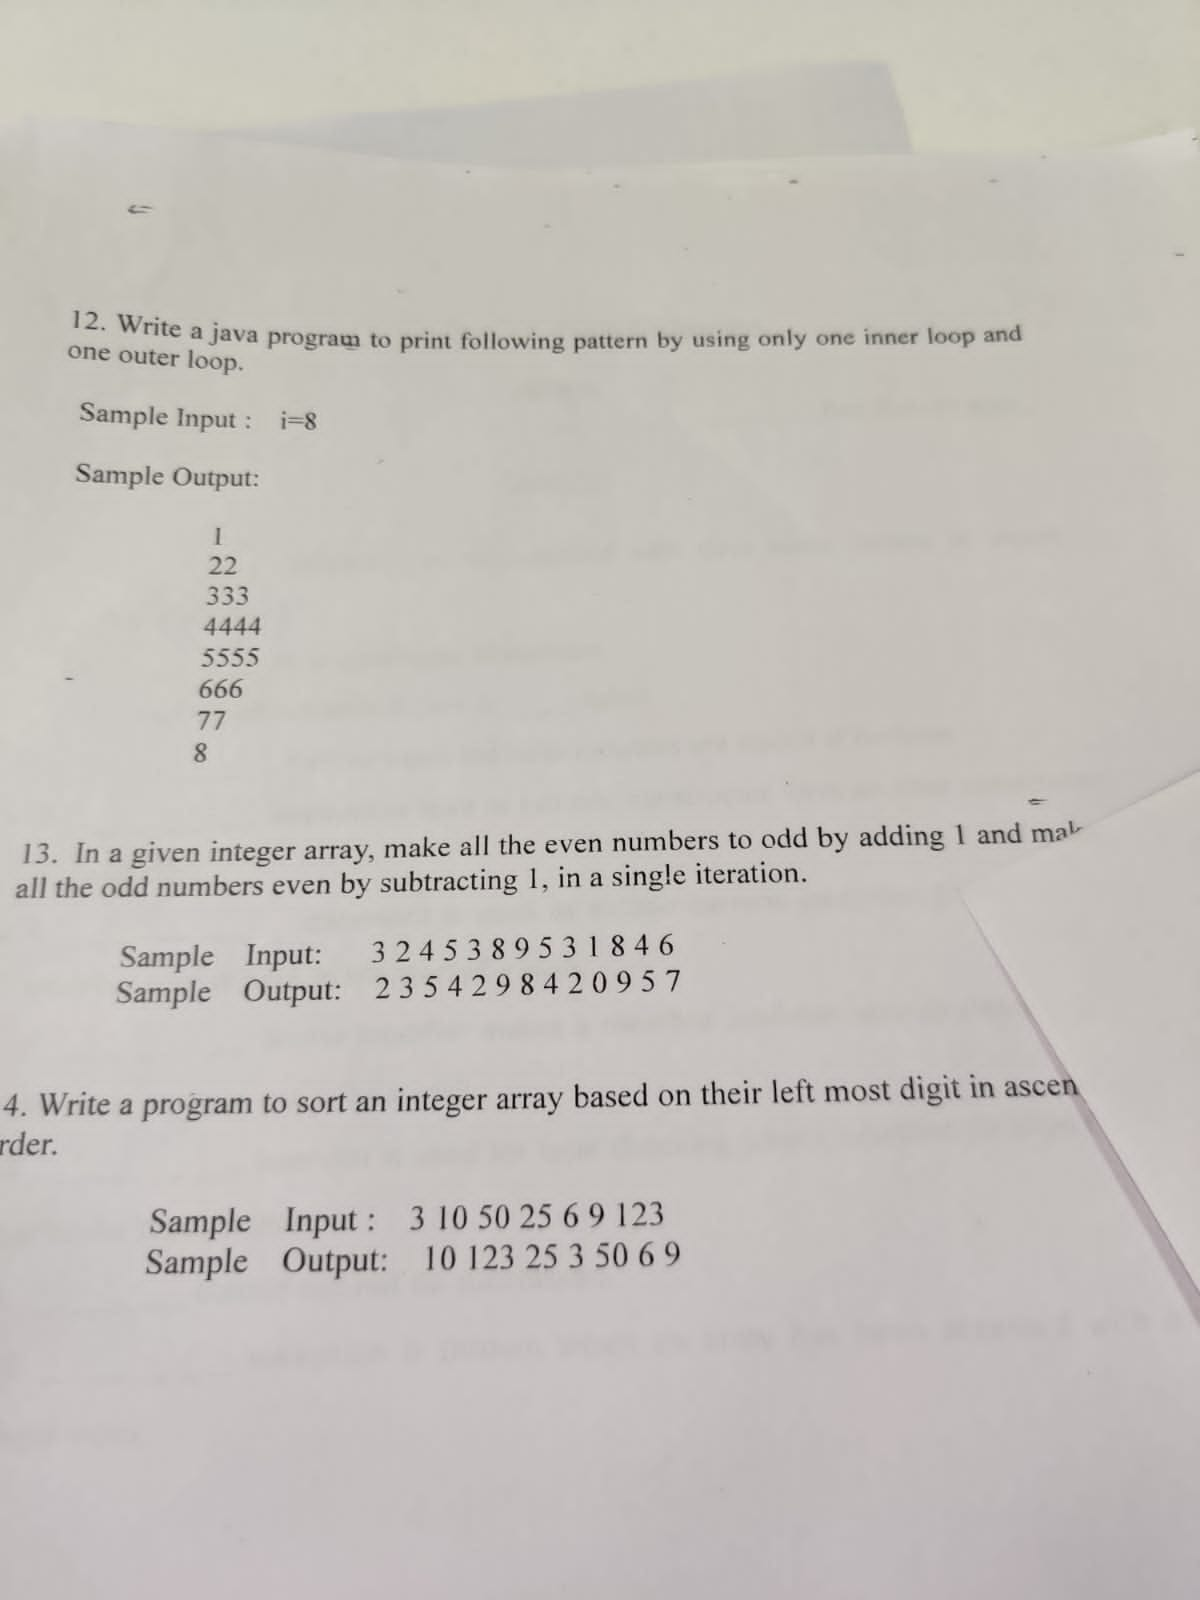 12. Write a java program to print following pattern by using only one inner loop and
one outer loop.
Sample Input : i=8
Sample Output:
1
22
333
4444
5555
666
77
8
13. In a given integer array, make all the even numbers to odd by adding 1 and
all the odd numbers even by subtracting 1, in a single iteration.
Sample Input: 3 2 4 5 3 8 9 5 3 1 8 4 6
Sample Output: 2 3 5 4 2 9 8 4 2 0 9 5 7
4. Write a program to sort an integer array based on their left most digit in ascen
rder.
Sample Input : 3 10 50 25 6 9 123
Sample Output: 10 123 25 3 50 6 9